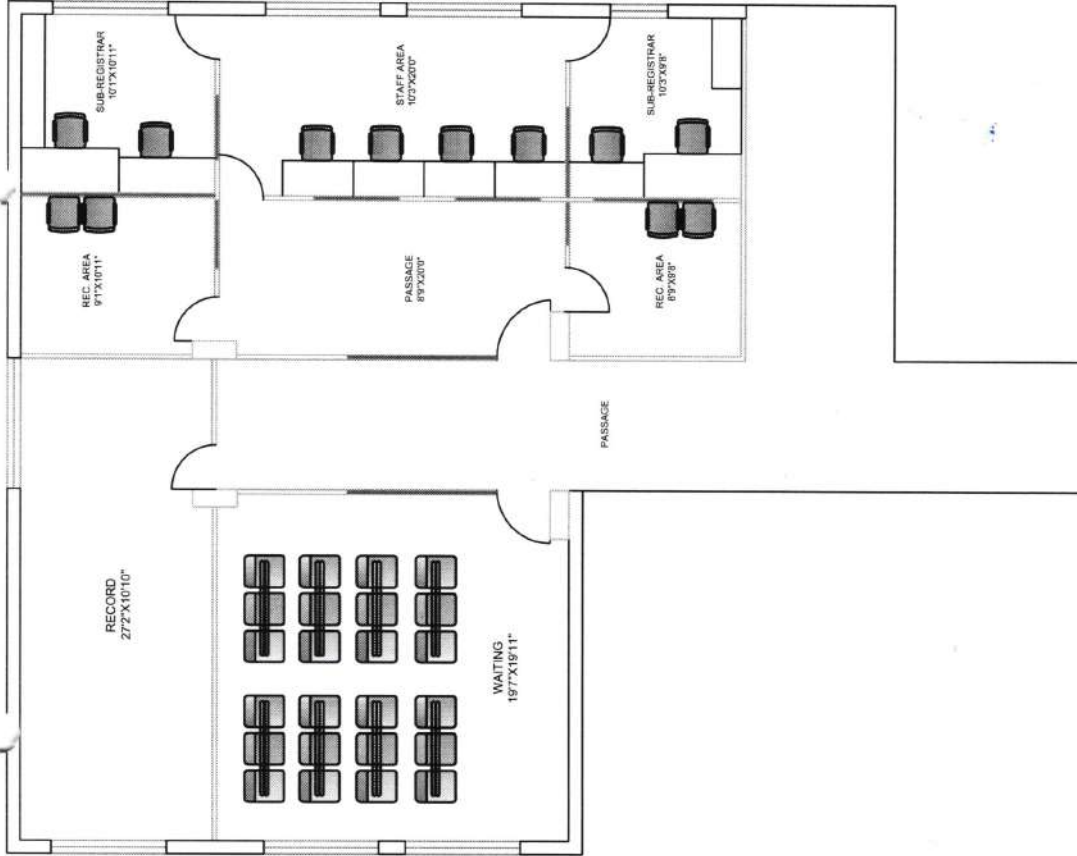 SUB-REGISTRAR
10'1"X10'11"
STAFF AREA
10'3"X20'0"
SUB-REGISTRAR
10'3"X9'8"
REC. AREA
9'1"X10'11"
PASSAGE
8'9"X20'0"
REC. AREA
8'9"X9'8"
PASSAGE
RECORD
27'2"X10'10"
WAITING
19'7"X19'11"